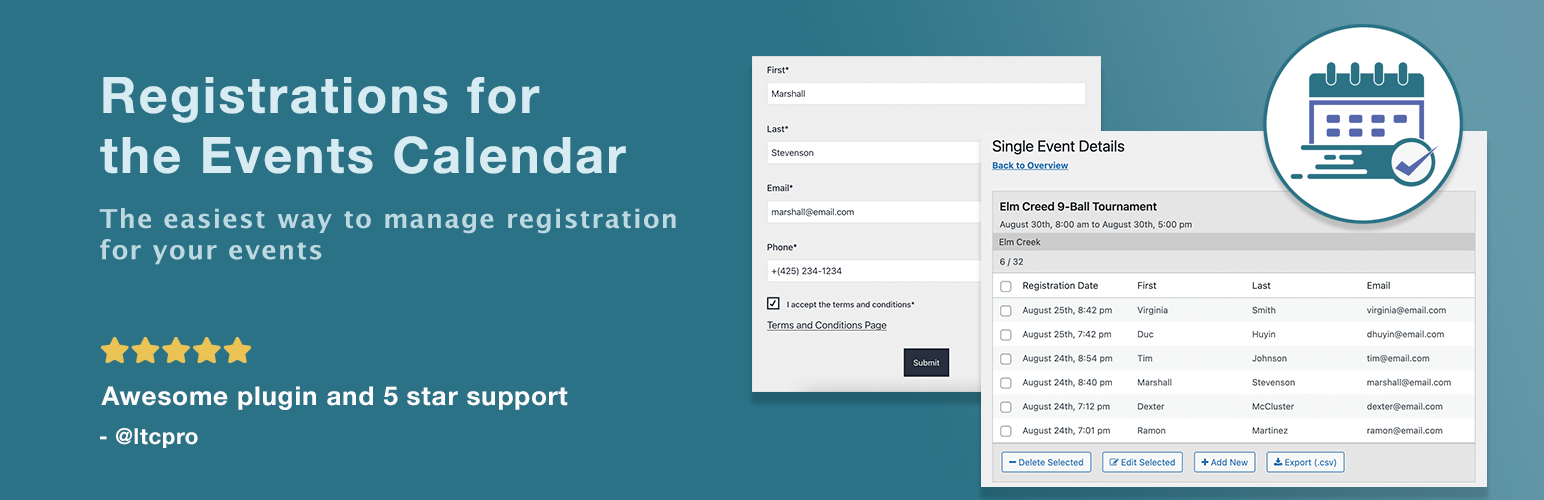 Registrations for
the Events Calendar
The easiest way to manage registration
for your events
Awesome plugin and 5 star support
- @ltcpro
First*
Marshall
Last*
Stevenson
Email*
marshall@email.com
Phone*
+(425) 234-1234
I accept the terms and conditions*
Terms and Conditions Page
Submit
Single Event Details
Back to Overview
Elm Creed 9-Ball Tournament
August 30th, 8:00 am to August 30th, 5:00 pm
Elm Creek
6 / 32
Registration Date First Last Email
August 25th, 8:42 pm Virginia Smith virginia@email.com
August 25th, 7:42 pm Duc Huyin dhuyin@email.com
August 24th, 8:54 pm Tim Johnson tim@email.com
August 24th, 8:40 pm Marshall Stevenson marshall@email.com
August 24th, 7:12 pm Dexter McCluster dexter@email.com
August 24th, 7:01 pm Ramon Martinez ramon@email.com
Delete Selected Edit Selected Add New Export (.csv)